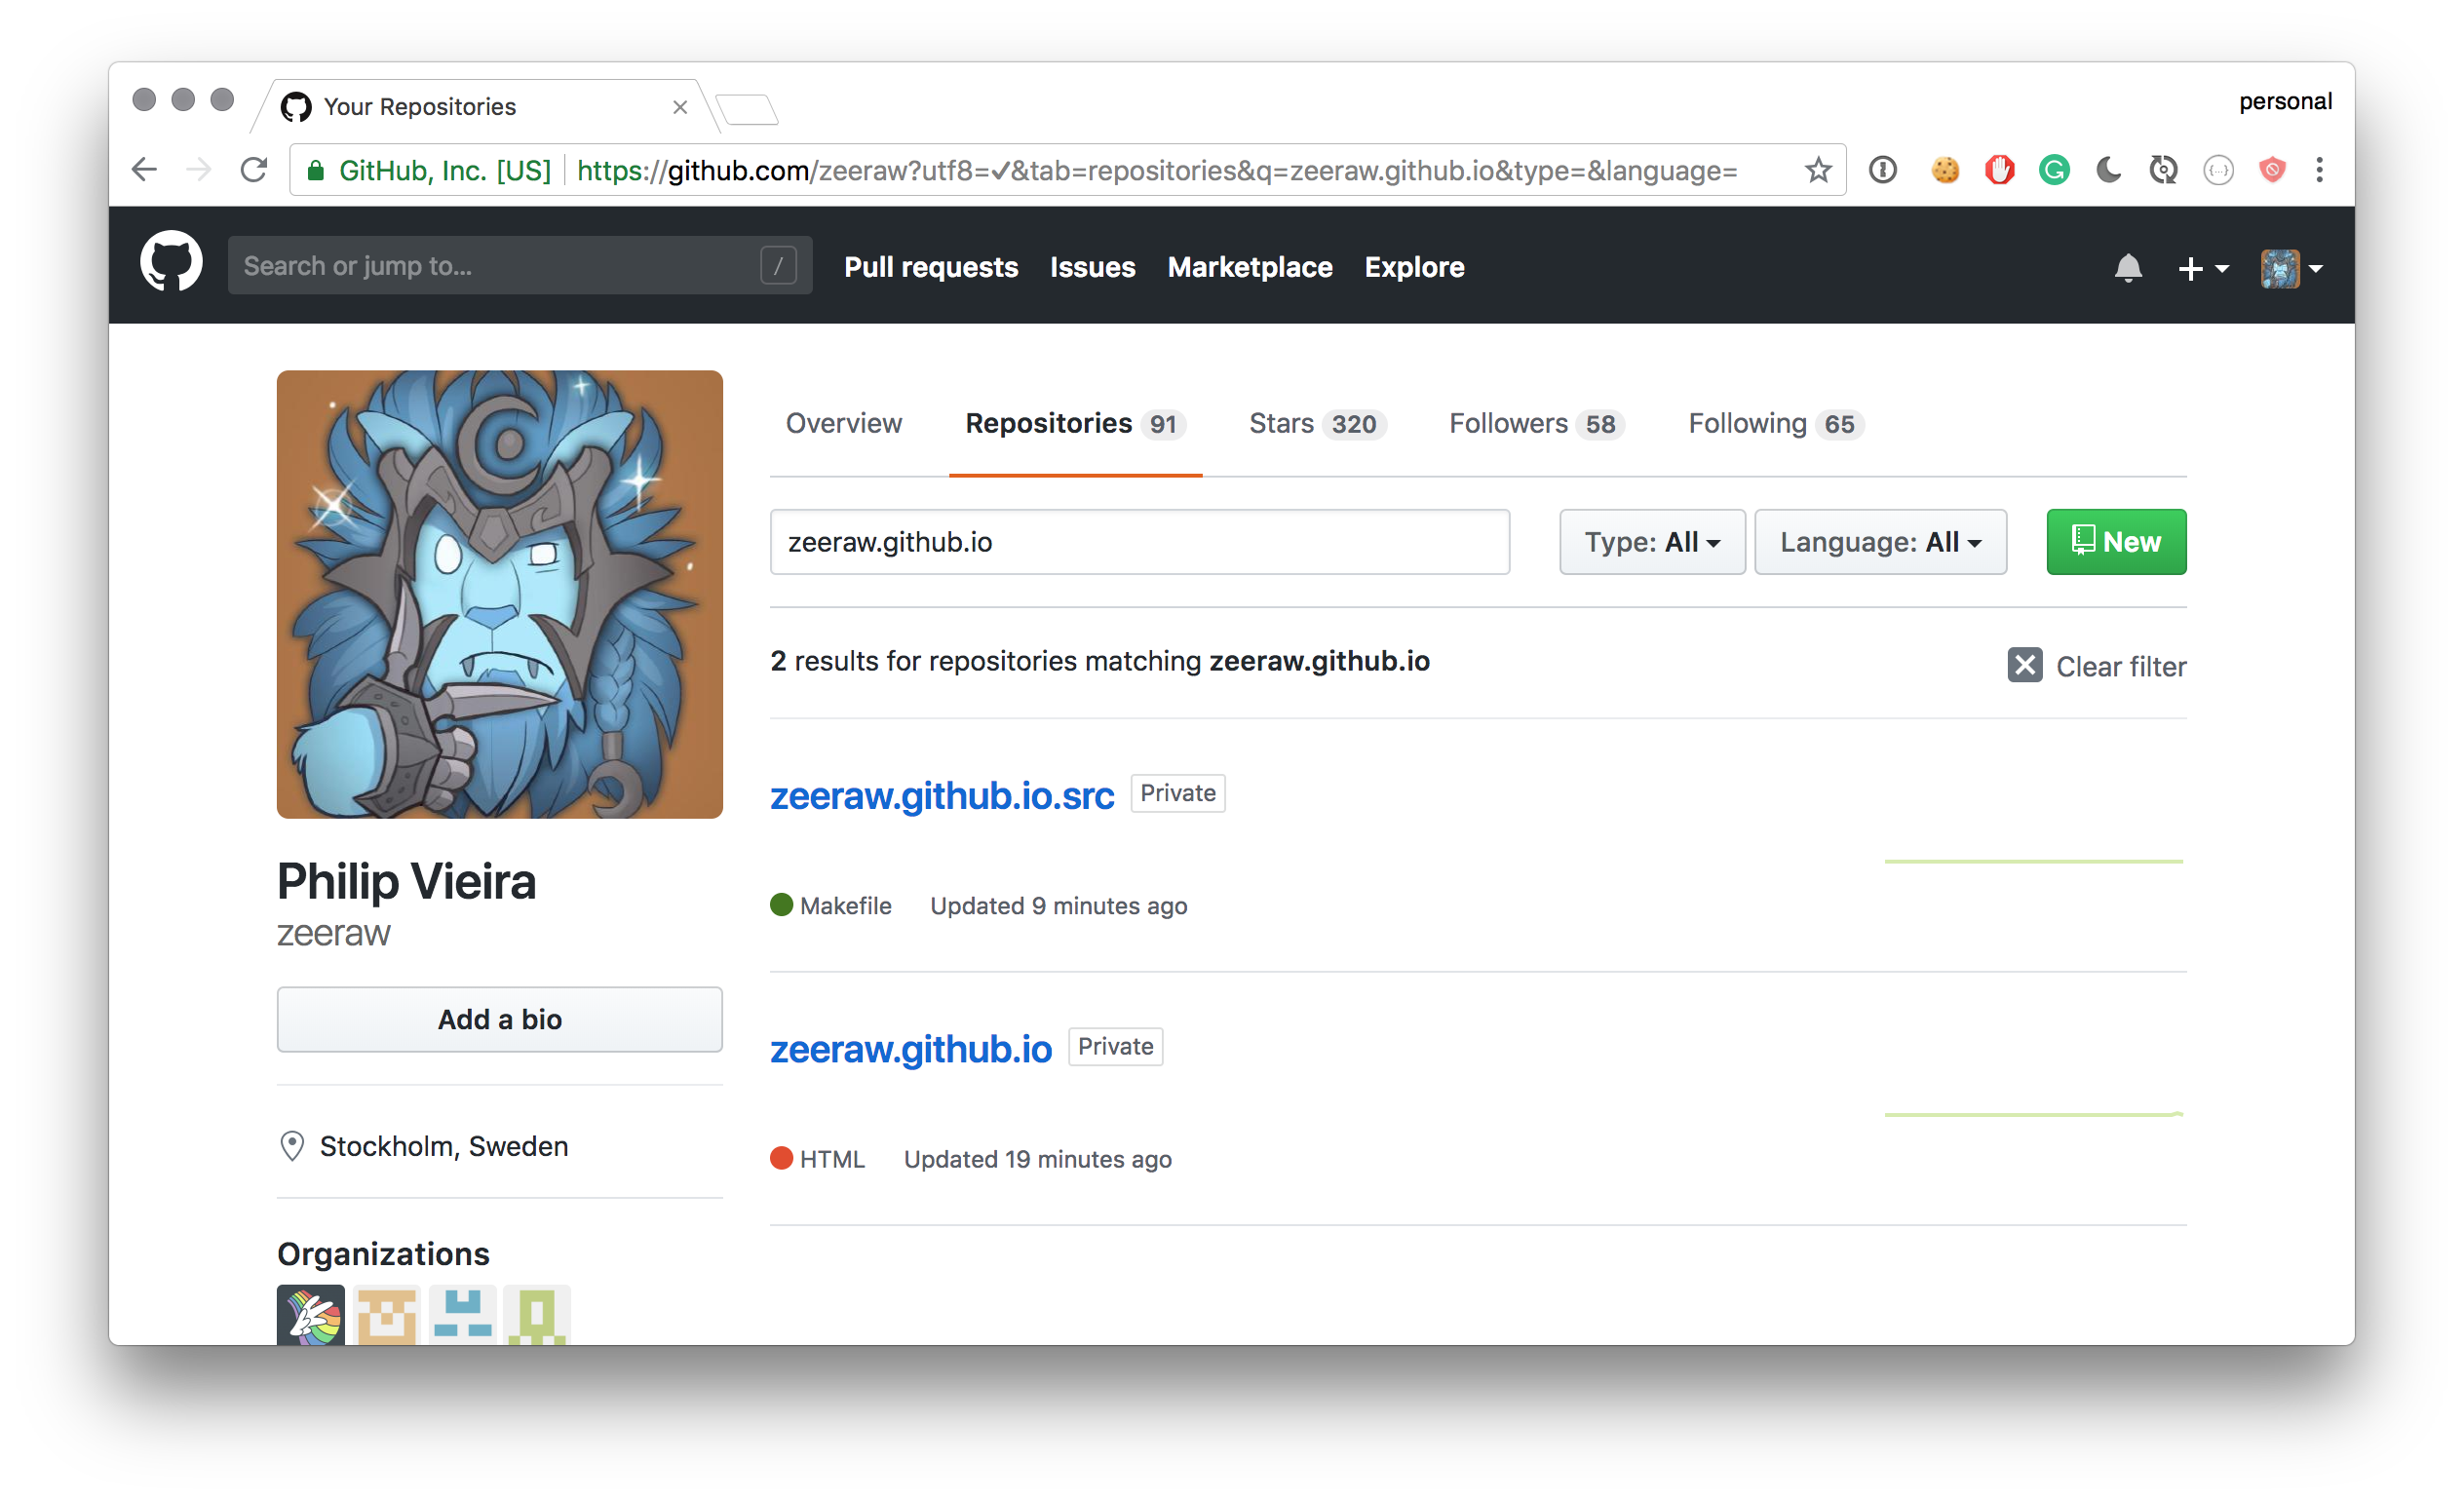 Your Repositories
personal
GitHub, Inc. [US] https://github.com/zeeraw?utf8=✓&tab=repositories&q=zeeraw.github.io&type=&language=
Search or jump to... /
Pull requests Issues Marketplace Explore
Overview Repositories 91 Stars 320 Followers 58 Following 65
zeeraw.github.io
Type: All Language: All New
2 results for repositories matching zeeraw.github.io
Clear filter
zeeraw.github.io.src Private
Makefile Updated 9 minutes ago
zeeraw.github.io Private
HTML Updated 19 minutes ago
Philip Vieira
zeeraw
Add a bio
Stockholm, Sweden
Organizations